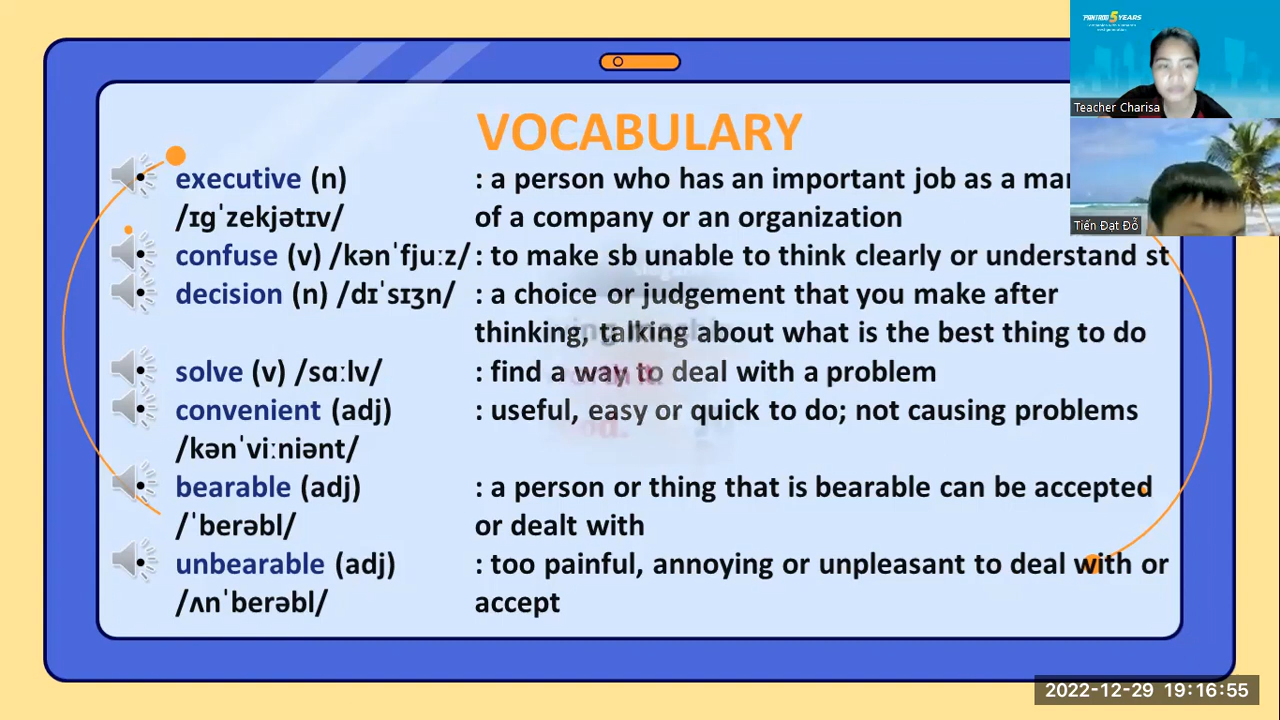 5 YEARS
Teacher Charisa
Tiến Đạt Đỗ
VOCABULARY
executive (n) : a person who has an important job as a
/ɪɡˈzekjətɪv/ of a company or an organization
confuse (v) /kənˈfjuːz/ : to make sb unable to think clearly or understand st
decision (n) /dɪˈsɪʒn/ : a choice or judgement that you make after
thinking, talking about what is the best thing to do
solve (v) /sɑːlv/ : find a way to deal with a problem
convenient (adj) : useful, easy or quick to do; not causing problems
/kənˈviːniənt/
bearable (adj) : a person or thing that is bearable can be accepted
/ˈberəbl/ or dealt with
unbearable (adj) : too painful, annoying or unpleasant to deal with or
/ʌnˈberəbl/ accept
2022-12-29 19:16:55